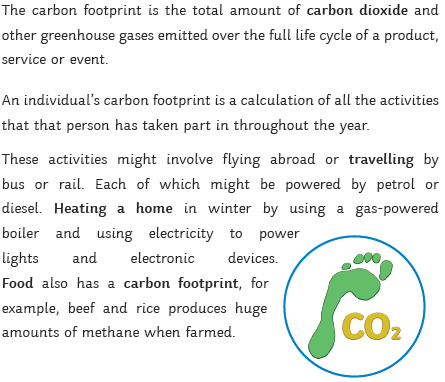 The carbon footprint is the total amount of carbon dioxide and
other greenhouse gases emitted over the full life cycle of a product,
service or event.
An individual’s carbon footprint is a calculation of all the activities
that that person has taken part in throughout the year.
These activities might involve flying abroad or travelling by
bus or rail. Each of which might be powered by petrol or
diesel. Heating a home in winter by using a gas-powered
boiler and using electricity to power
lights and electronic devices.
Food also has a carbon footprint, for
example, beef and rice produces huge
amounts of methane when farmed.
CO2